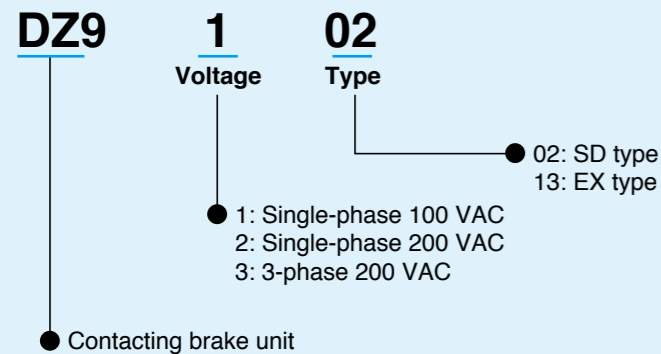 DZ9 1 02
Voltage Type
02: SD type
13: EX type
1: Single-phase 100 VAC
2: Single-phase 200 VAC
3: 3-phase 200 VAC
Contacting brake unit